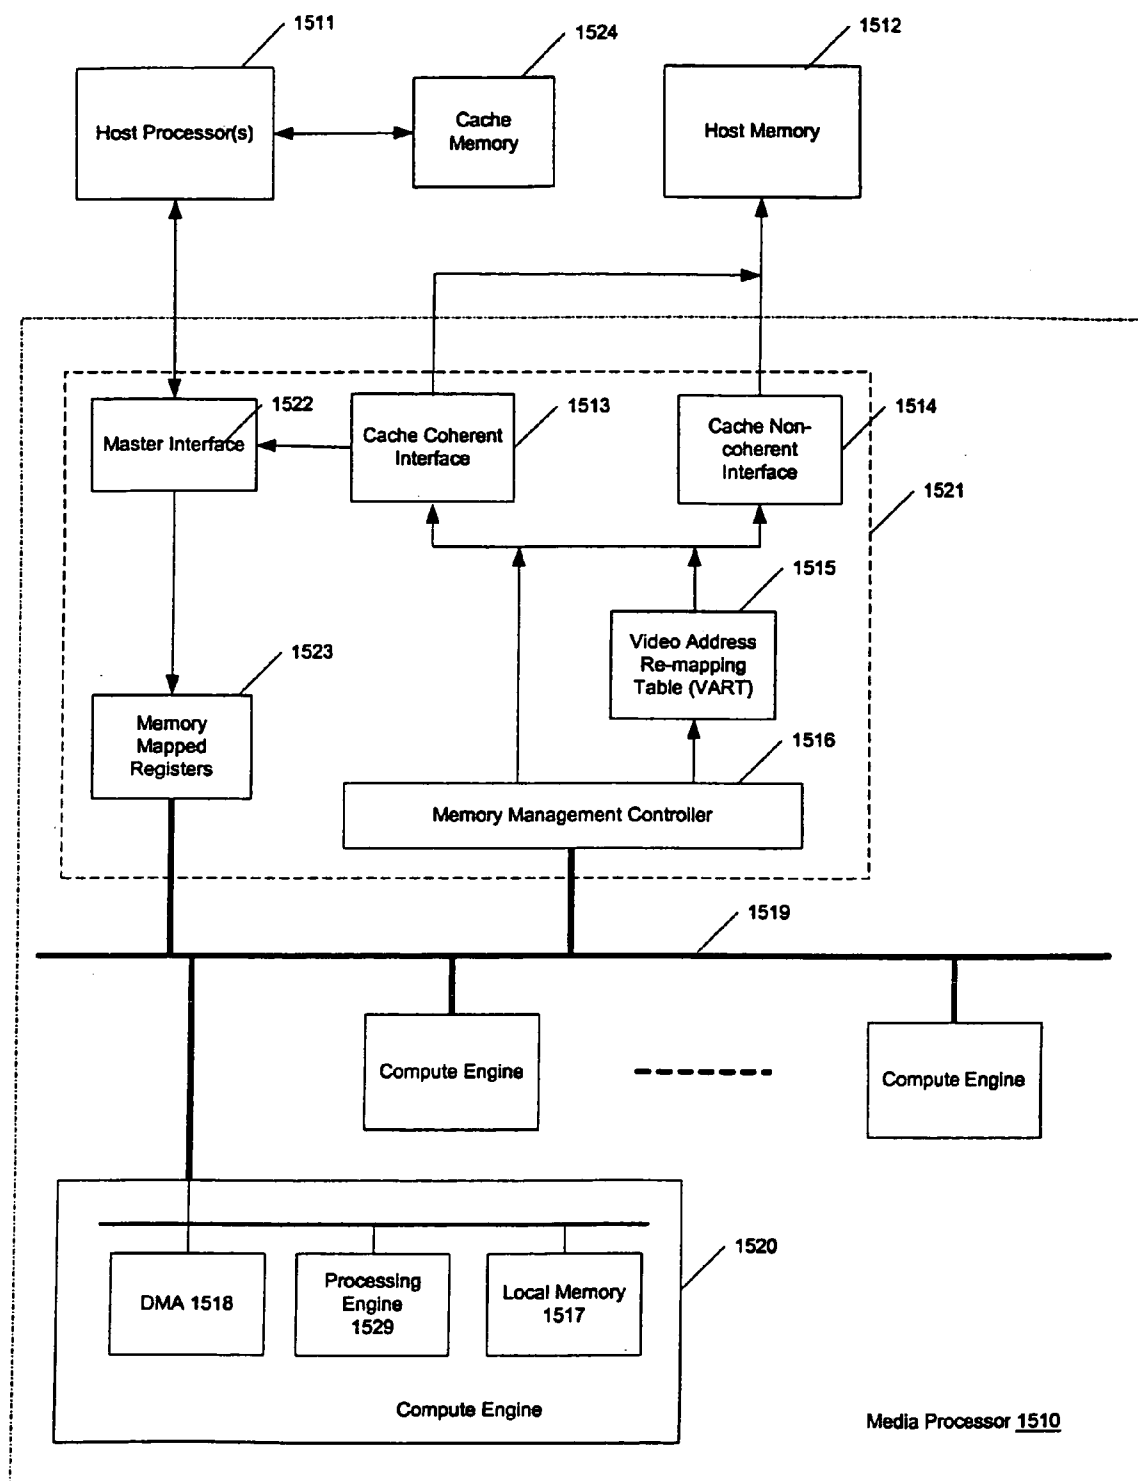 1511
1524
1512
Host Processor(s)
Cache
Memory
Host Memory
1522
1513
1514
Master Interface
Cache Coherent
Interface
Cache Non-
coherent
Interface
1521
1515
Video Address
Re-mapping
Table (VART)
1523
Memory
Mapped
Registers
1516
Memory Management Controller
1519
Compute Engine
Compute Engine
1520
DMA 1518
Processing
Engine
1529
Local Memory
1517
Compute Engine
Media Processor 1510